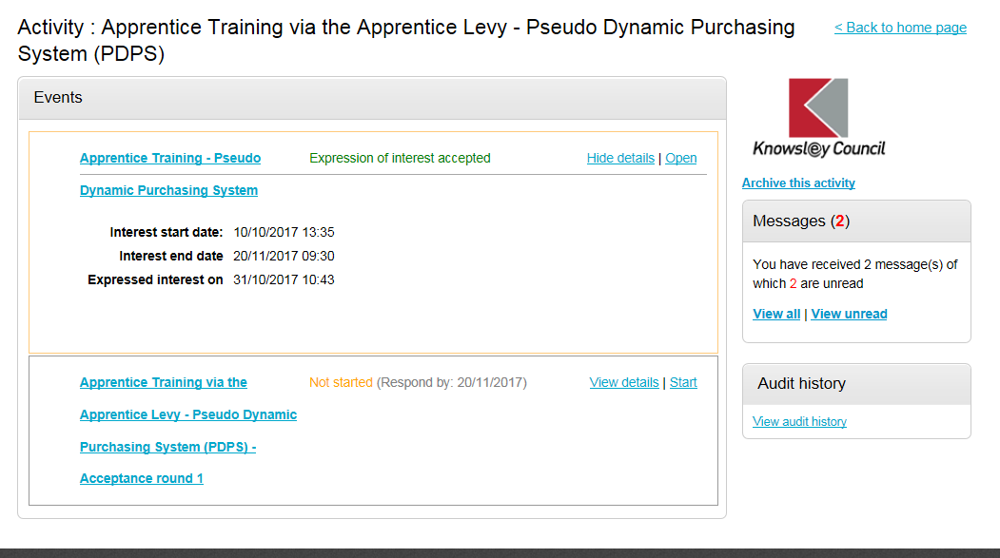 Activity : Apprentice Training via the Apprentice Levy - Pseudo Dynamic Purchasing
System (PDPS)
< Back to home page
Events
Apprentice Training - Pseudo Expression of interest accepted Hide details | Open
Dynamic Purchasing System
Interest start date: 10/10/2017 13:35
Interest end date 20/11/2017 09:30
Expressed interest on 31/10/2017 10:43
Apprentice Training via the Not started (Respond by: 20/11/2017) View details | Start
Apprentice Levy - Pseudo Dynamic
Purchasing System (PDPS) -
Acceptance round 1
Knowsl@y Council
Archive this activity
Messages (2)
You have received 2 message(s) of
which 2 are unread
View all | View unread
Audit history
View audit history